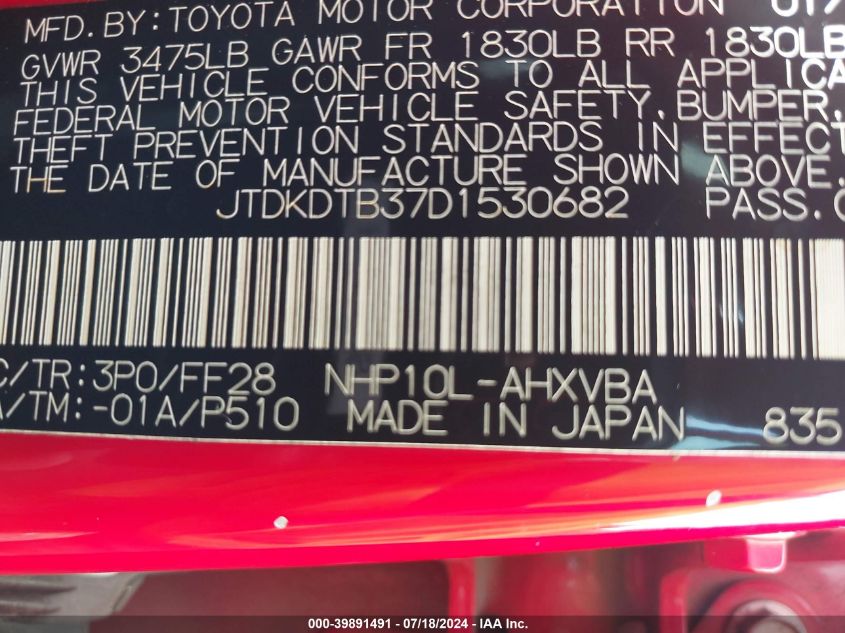 MFD. BY: TOYOTA MOTOR CORPORATION 01/
GVWR 3475LB GAWR FR 1830LB RR 1830LB
THIS VEHICLE CONFORMS TO ALL APPLICA
FEDERAL MOTOR VEHICLE SAFETY, BUMPER,
THEFT PREVENTION STANDARDS IN EFFECT
THE DATE OF MANUFACTURE SHOWN ABOVE.
JTDKDTB37D1530682 PASS.C
C/TR:3P0/FF28 NHP10L-AHXVBA
A/TM:-01A/P510 MADE IN JAPAN 835
000-39891491 - 07/18/2024 - IAA Inc.